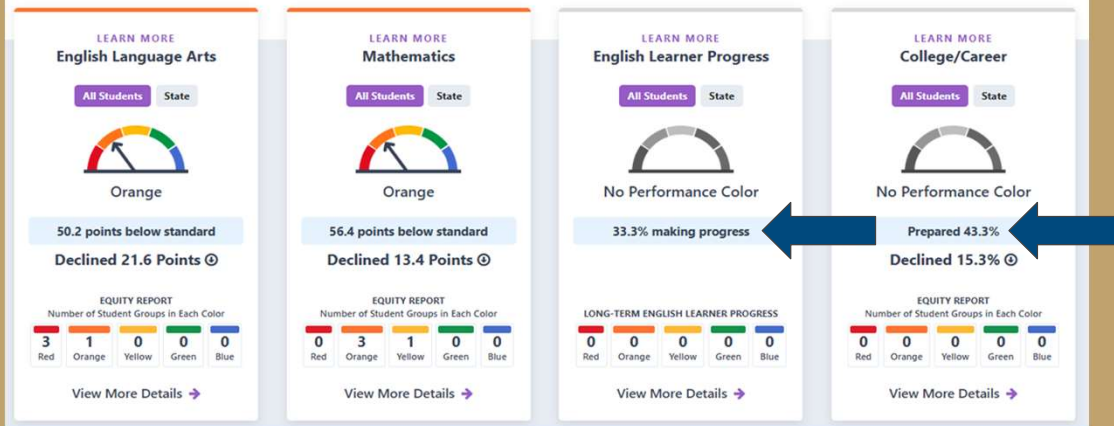 LEARN MORE
English Language Arts
All Students State
Orange
50.2 points below standard
Declined 21.6 Points
EQUITY REPORT
Number of Student Groups in Each Color
3 1 0 0 0
Red Orange Yellow Green Blue
View More Details
LEARN MORE
Mathematics
All Students State
Orange
56.4 points below standard
Declined 13.4 Points
EQUITY REPORT
Number of Student Groups in Each Color
0 3 1 0 0
Red Orange Yellow Green Blue
View More Details
LEARN MORE
English Learner Progress
All Students State
No Performance Color
33.3% making progress
LONG-TERM ENGLISH LEARNER PROGRESS
0 0 0 0 0
Red Orange Yellow Green Blue
View More Details
LEARN MORE
College/Career
All Students State
No Performance Color
Prepared 43.3%
Declined 15.3%
EQUITY REPORT
Number of Student Groups in Each Color
0 0 0 0 0
Red Orange Yellow Green Blue
View More Details